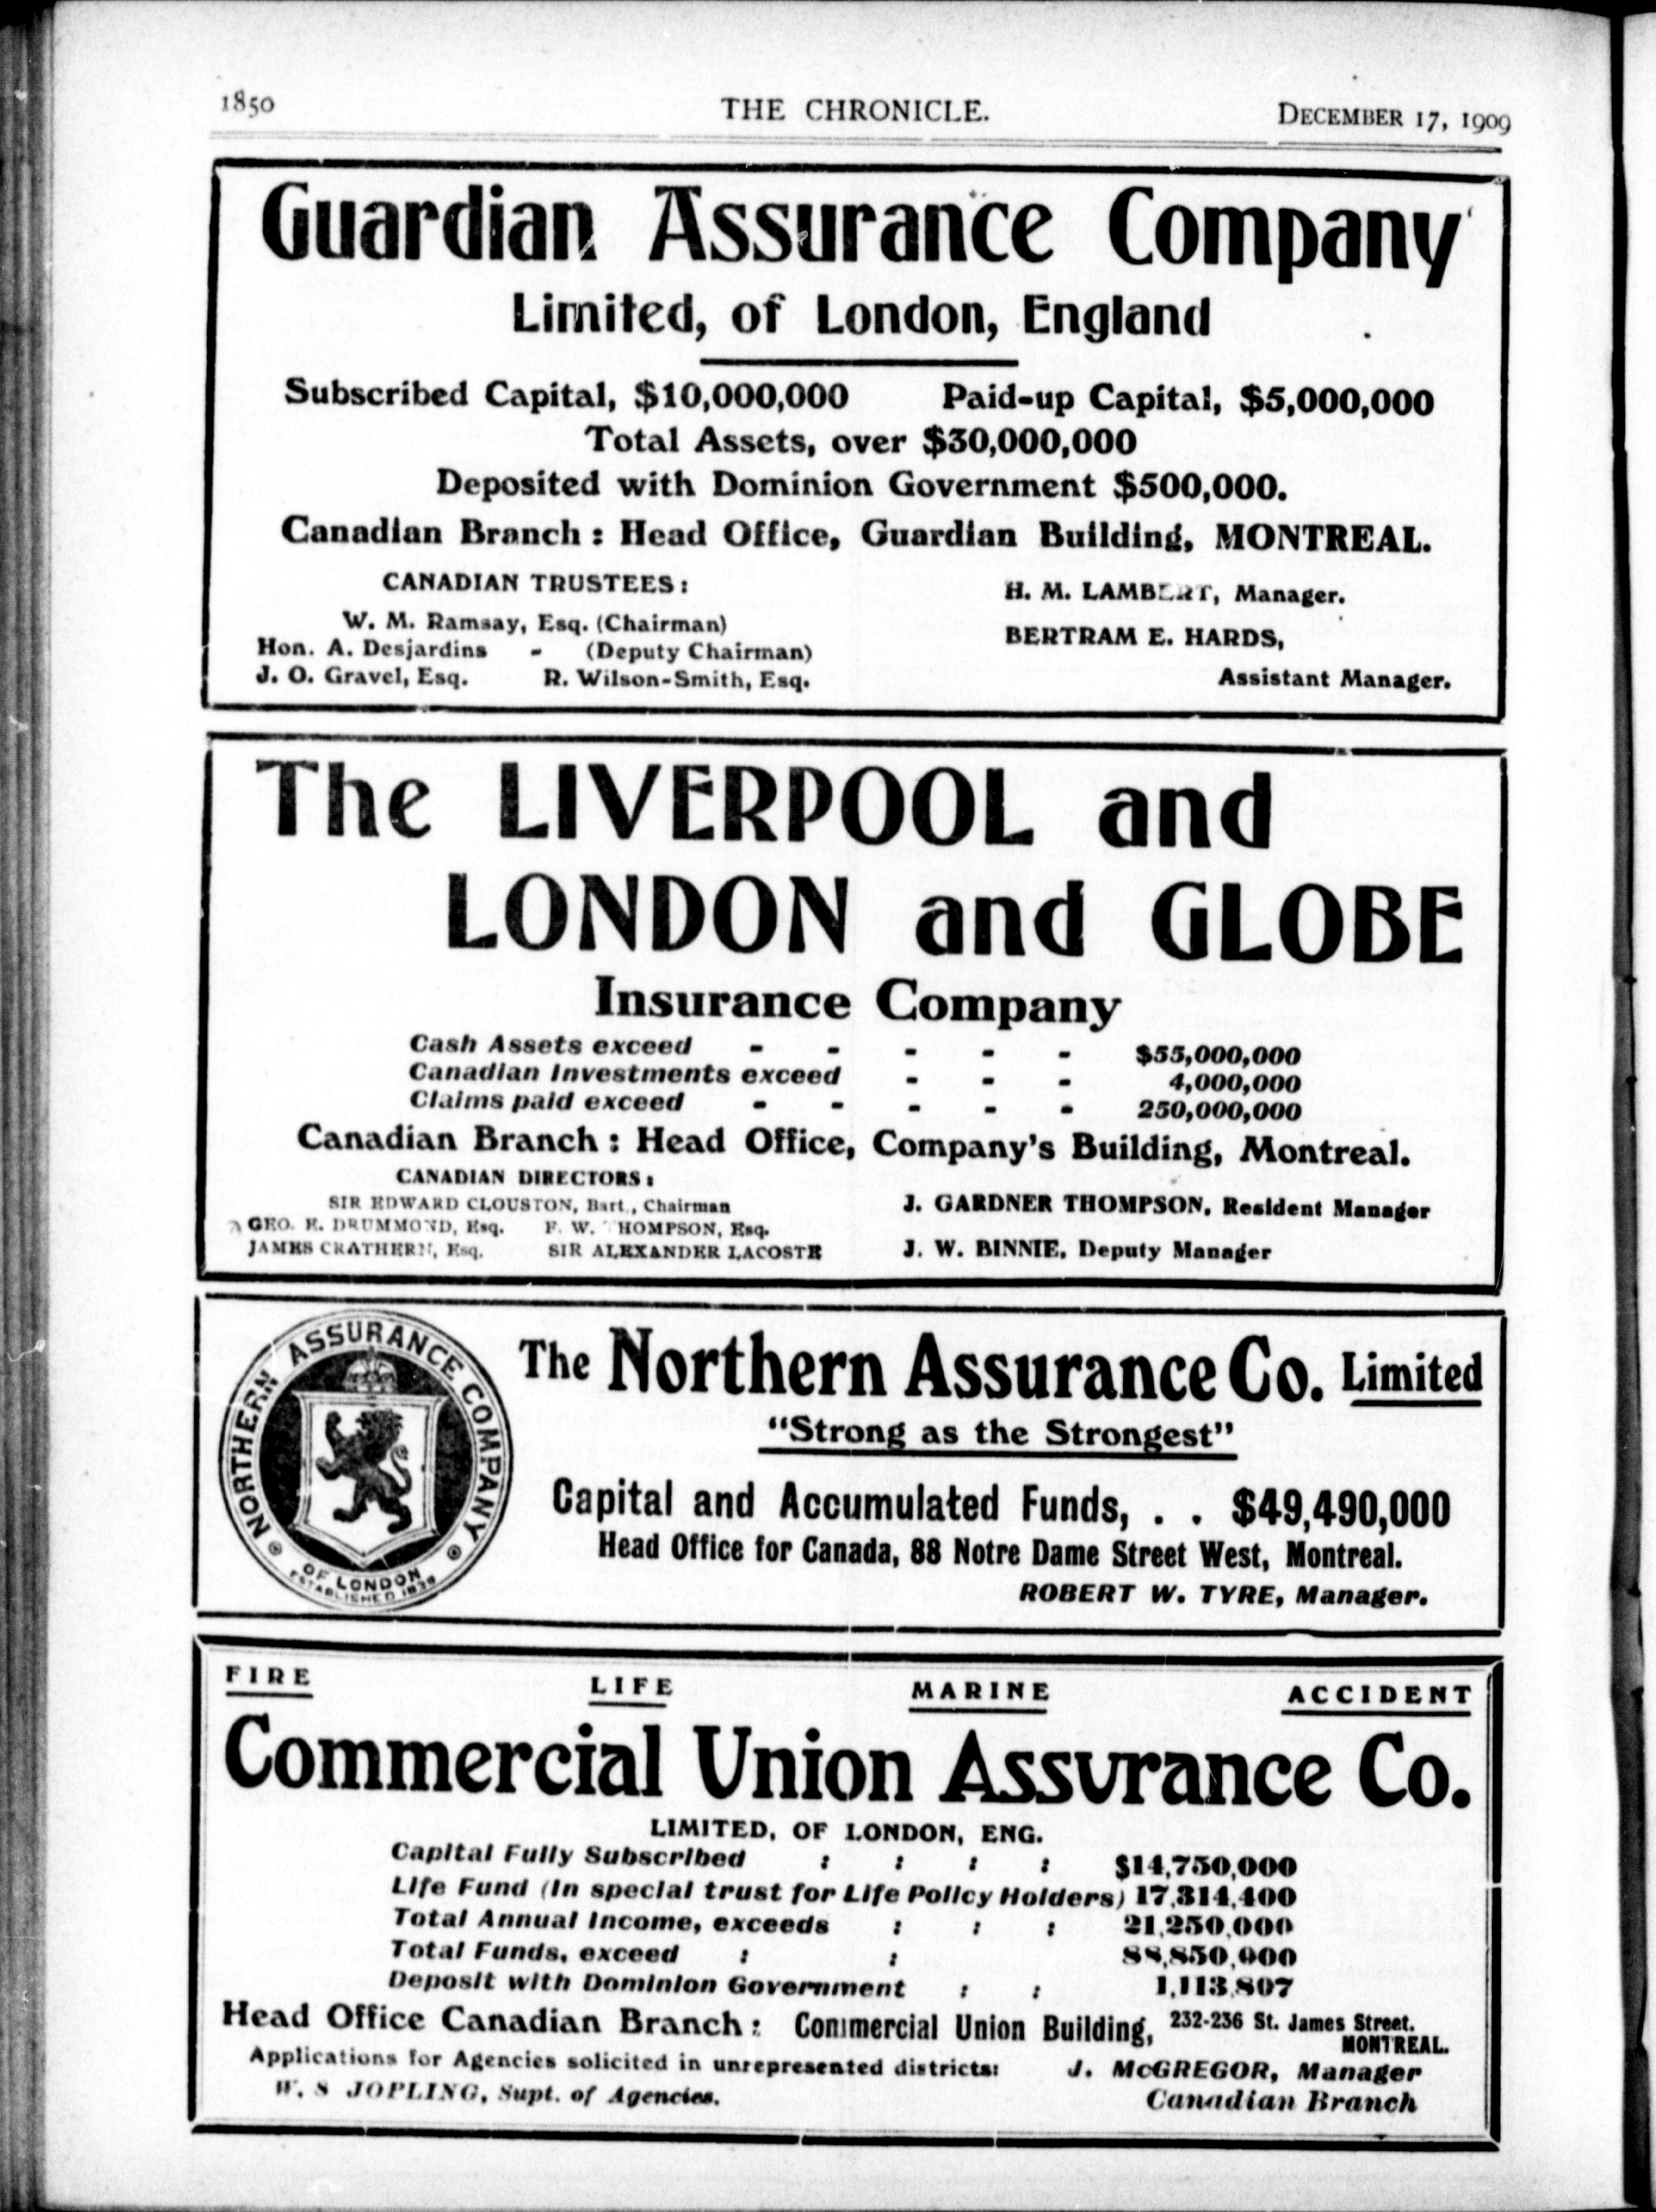 1850 THE CHRONICLE. DECEMBER 17, 1909
Guardian Assurance Company
Limited, of London, England
Subscribed Capital, $10,000,000 Paid-up Capital, $5,000,000
Total Assets, over $30,000,000
Deposited with Dominion Government $500,000.
Canadian Branch : Head Office, Guardian Building, MONTREAL.
CANADIAN TRUSTEES :
W. M. Ramsay, Esq. (Chairman)
Hon. A. Desjardins - (Deputy Chairman)
J. O. Gravel, Esq. R. Wilson-Smith, Esq.
H. M. LAMBERT, Manager.
BERTRAM E. HARDS,
Assistant Manager.
The LIVERPOOL and
LONDON and GLOBE
Insurance Company
Cash Assets exceed - - - - - $55,000,000
Canadian Investments exceed - - - 4,000,000
Claims paid exceed - - - - - 250,000,000
Canadian Branch : Head Office, Company's Building, Montreal.
CANADIAN DIRECTORS :
SIR EDWARD CLOUSTON, Bart., Chairman
GEO. E. DRUMMOND, Esq. F. W. THOMPSON, Esq.
JAMES CRATHERN, Esq. SIR ALEXANDER LACOSTE
J. GARDNER THOMPSON, Resident Manager
J. W. BINNIE, Deputy Manager
NORTHERN ASSURANCE COMPANY
OF LONDON
ESTABLISHED 1836
The Northern Assurance Co. Limited
"Strong as the Strongest"
Capital and Accumulated Funds, . . $49,490,000
Head Office for Canada, 88 Notre Dame Street West, Montreal.
ROBERT W. TYRE, Manager.
FIRE LIFE MARINE ACCIDENT
Commercial Union Assurance Co.
LIMITED, OF LONDON, ENG.
Capital Fully Subscribed : : : : $14,750,000
Life Fund (In special trust for Life Policy Holders) 17,314,400
Total Annual Income, exceeds : : : 21,250,000
Total Funds, exceed : : 88,850,000
Deposit with Dominion Government : : 1,113,807
Head Office Canadian Branch : Commercial Union Building, 232-236 St. James Street.
MONTREAL.
Applications for Agencies solicited in unrepresented districts: J. McGREGOR, Manager
W. S JOPLING, Supt. of Agencies. Canadian Branch